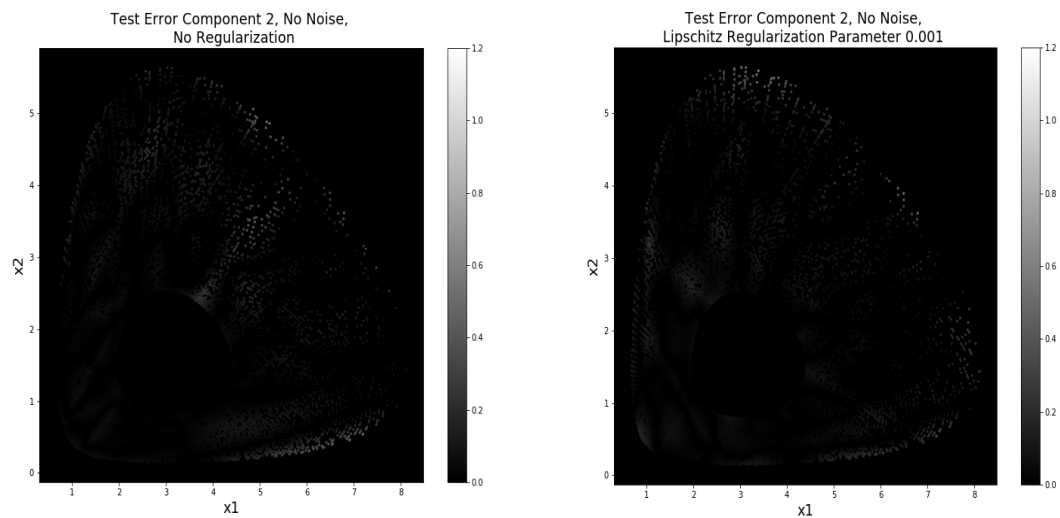 Test Error Component 2, No Noise,
No Regularization
1.2
1.0
0.8
0.6
0.4
0.2
0.0
5
4
3
2
1
0
x2
1 2 3 4 5 6 7 8
x1
Test Error Component 2, No Noise,
Lipschitz Regularization Parameter 0.001
1.2
1.0
0.8
0.6
0.4
0.2
0.0
5
4
3
2
1
0
x2
1 2 3 4 5 6 7 8
x1